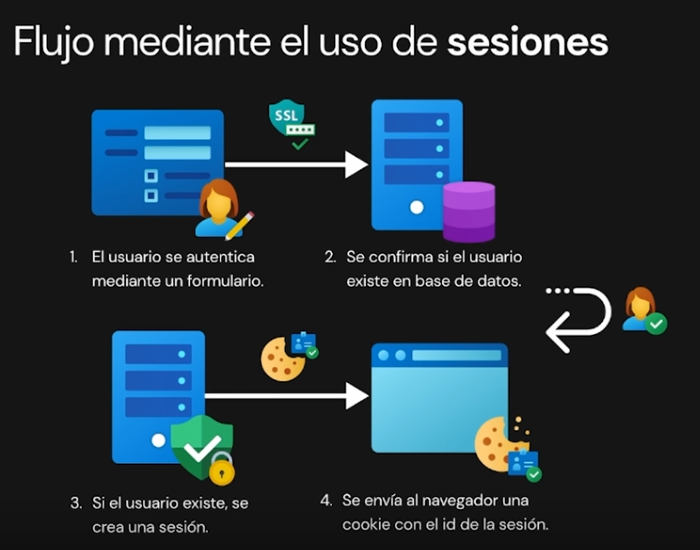 Flujo mediante el uso de sesiones
SSL
1. El usuario se autentica
mediante un formulario.
2. Se confirma si el usuario
existe en base de datos.
3. Si el usuario existe, se
crea una sesión.
4. Se envía al navegador una
cookie con el id de la sesión.